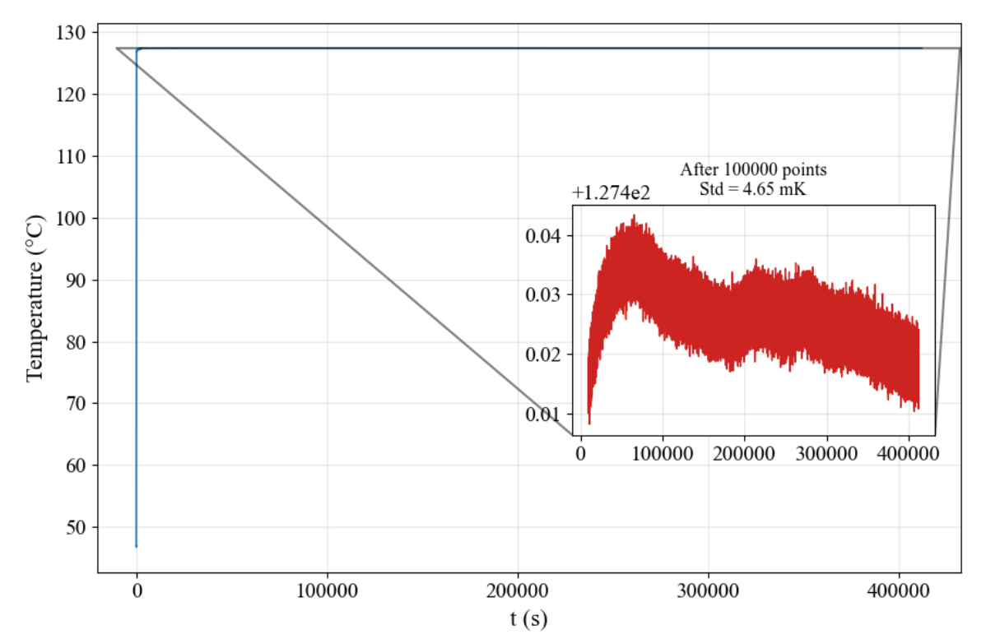 130
120
110
100
90
80
70
60
50
Temperature (°C)
0 100000 200000 300000 400000
t (s)
After 100000 points
Std = 4.65 mK
+1.274e2
0.04
0.03
0.02
0.01
0 100000 200000 300000 400000